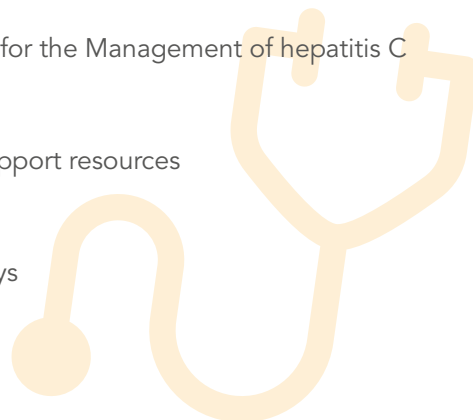 for the Management of hepatitis C
pport resources
ys